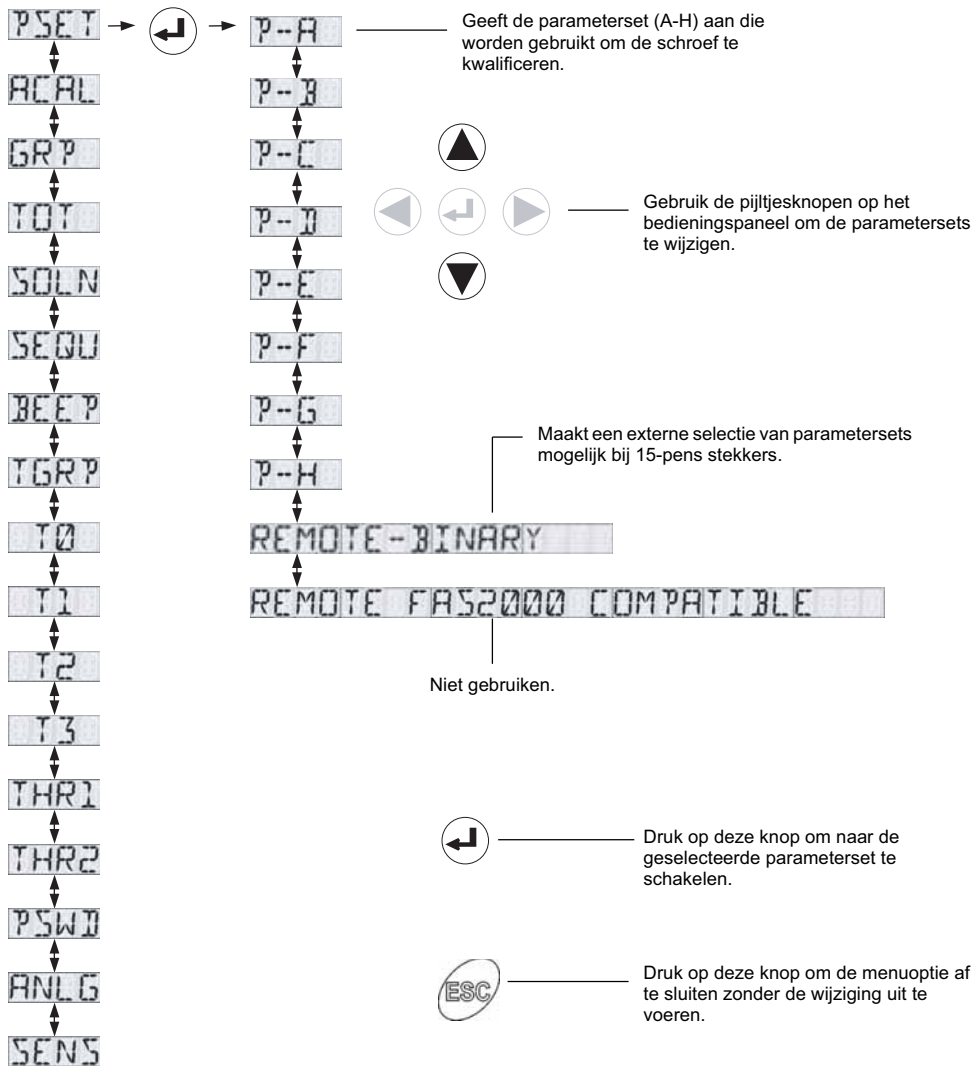 PSET
P--A
Geeft de parameterset (A-H) aan die
worden gebruikt om de schroef te
kwalificeren.
ACAL
P--B
GRP
P--C
TOT
P--D
Gebruik de pijltjesknopen op het
bedieningspaneel om de parametersets
te wijzigen.
SOLN
P--E
SEQU
P--F
BEEP
P--G
Maakt een externe selectie van parametersets
mogelijk bij 15-pens stekkers.
TGRP
P--H
T0
REMOTE-BINARY
T1
REMOTE FAS2000 COMPATIBLE
T2
Niet gebruiken.
T3
THR1
THR2
Druk op deze knop om naar de
geselecteerde parameterset te
schakelen.
PSWD
ANLG
ESC
Druk op deze knop om de menuoptie af
te sluiten zonder de wijziging uit te
voeren.
SENS